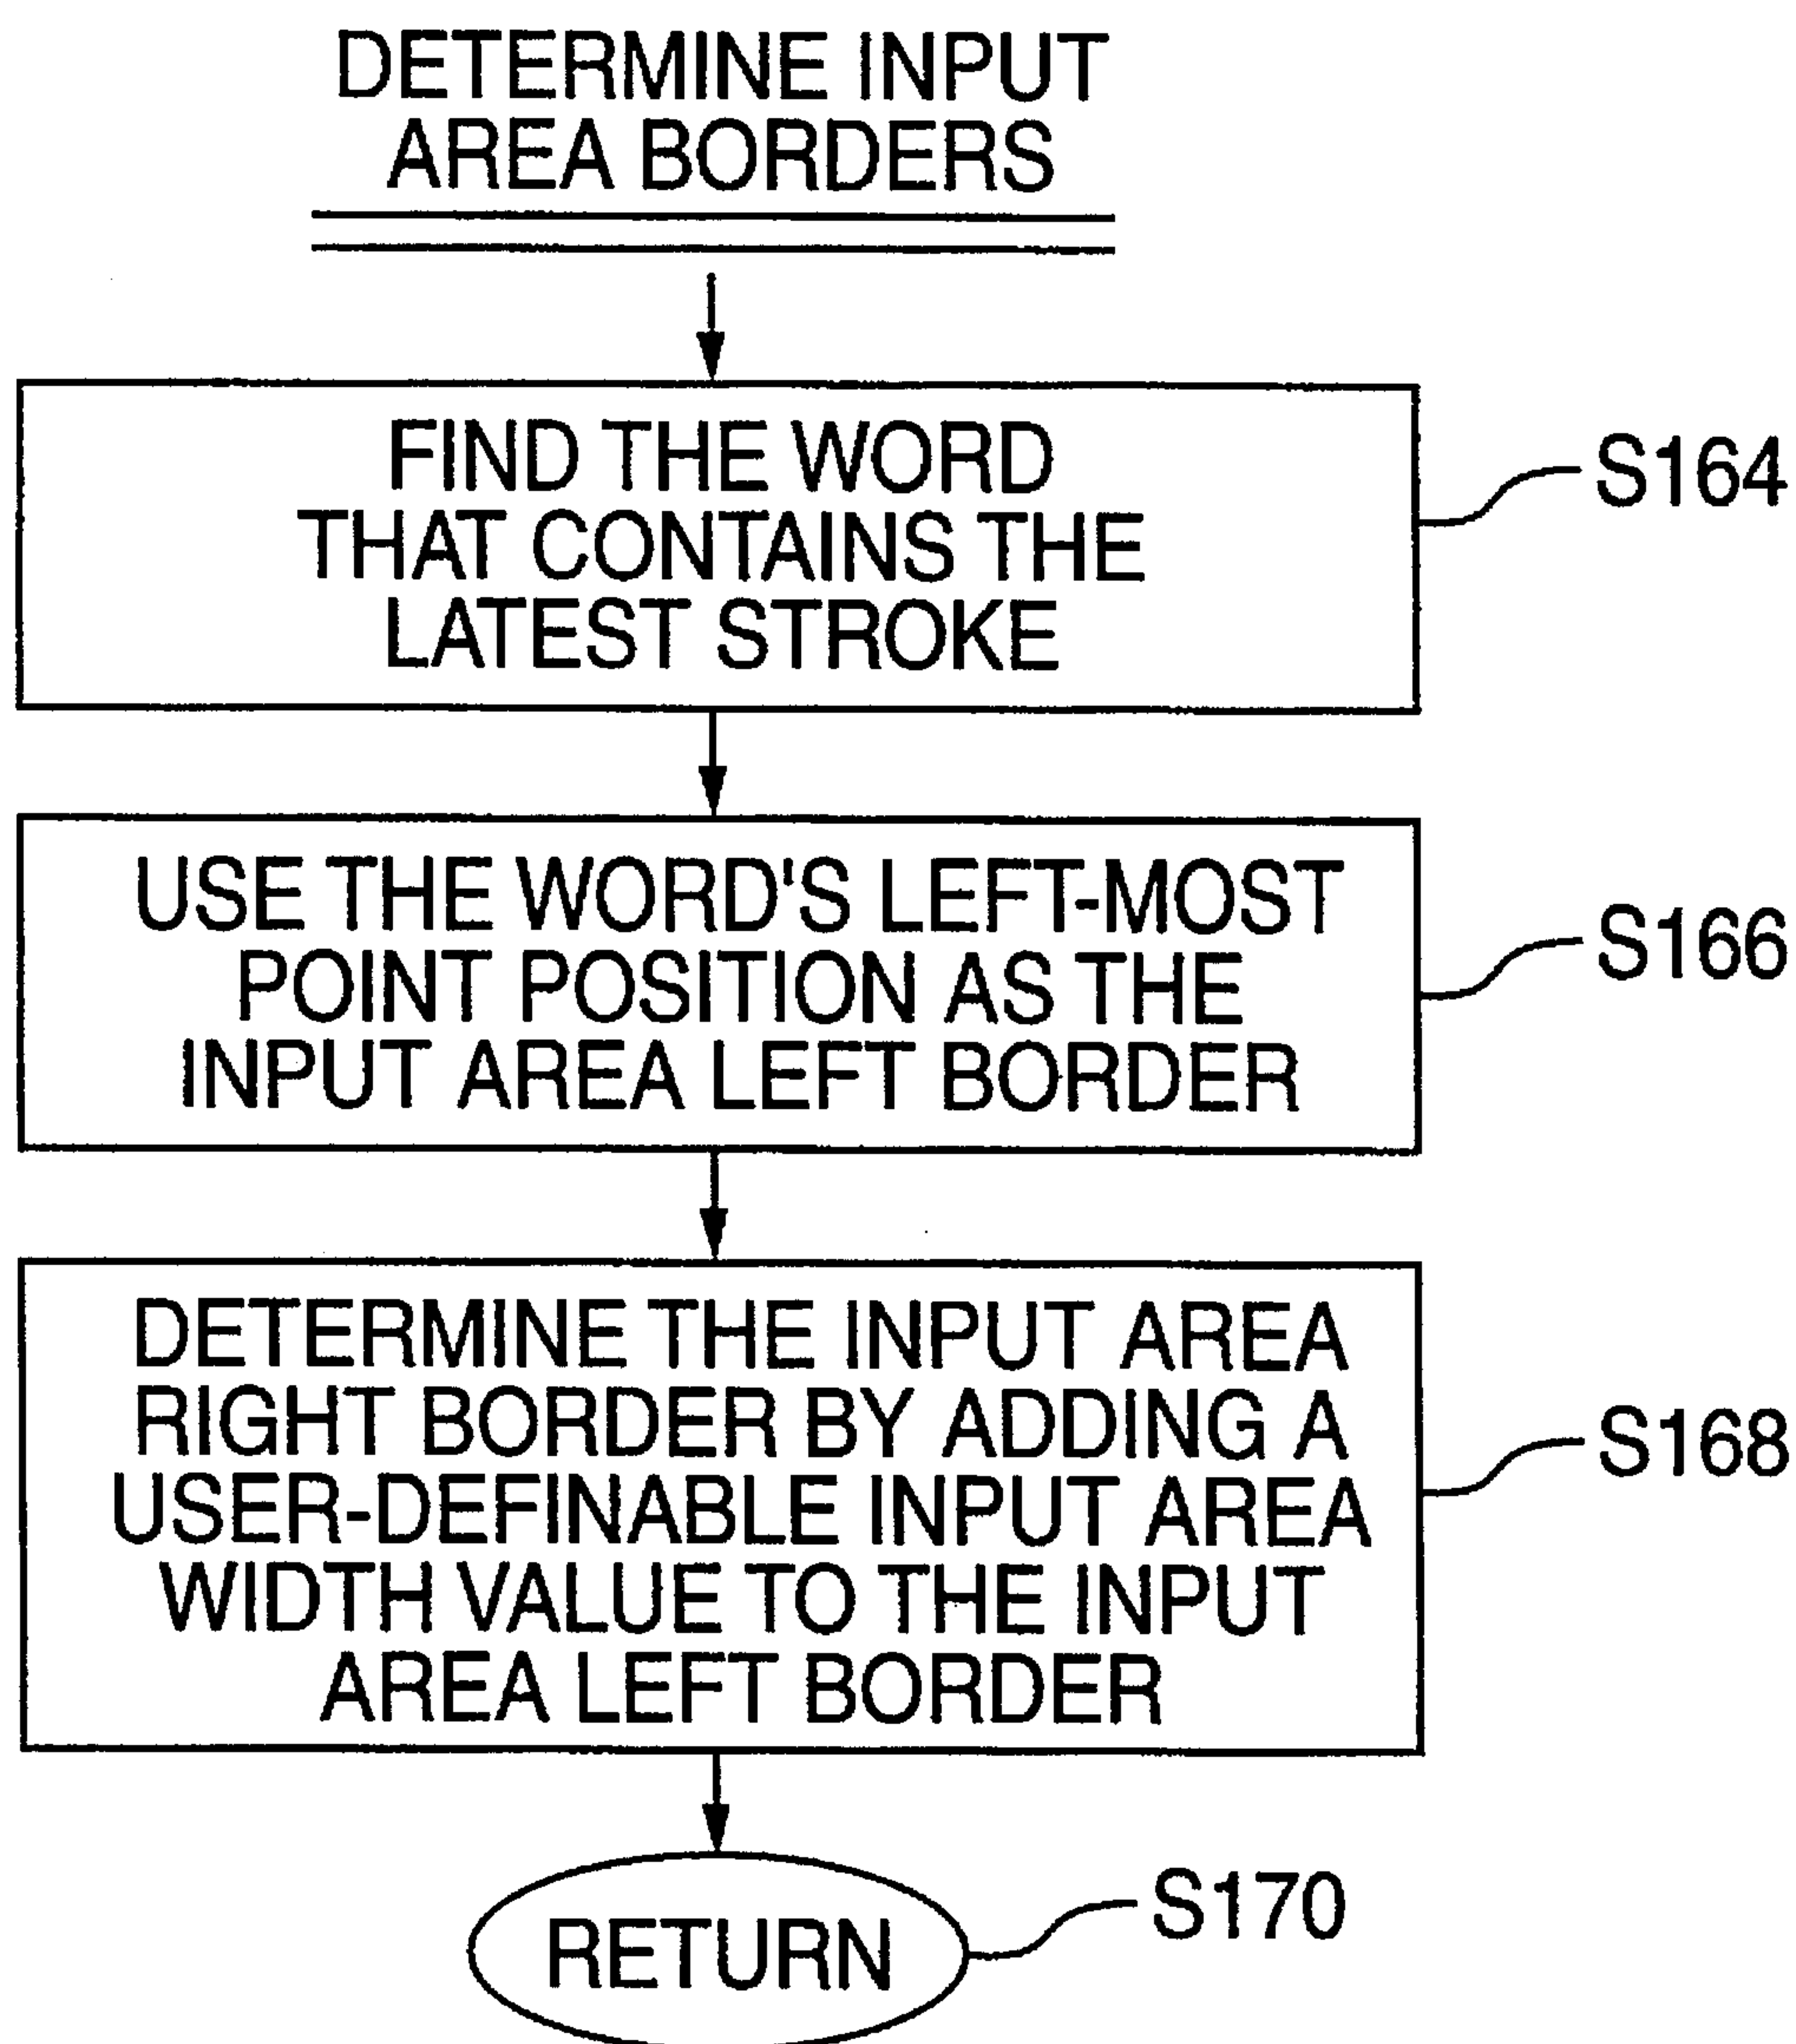 DETERMINE INPUT
AREA BORDERS
FIND THE WORD
THAT CONTAINS THE
LATEST STROKE
S164
USE THE WORD'S LEFT-MOST
POINT POSITION AS THE
INPUT AREA LEFT BORDER
S166
DETERMINE THE INPUT AREA
RIGHT BORDER BY ADDING A
USER-DEFINABLE INPUT AREA
WIDTH VALUE TO THE INPUT
AREA LEFT BORDER
S168
RETURN
S170